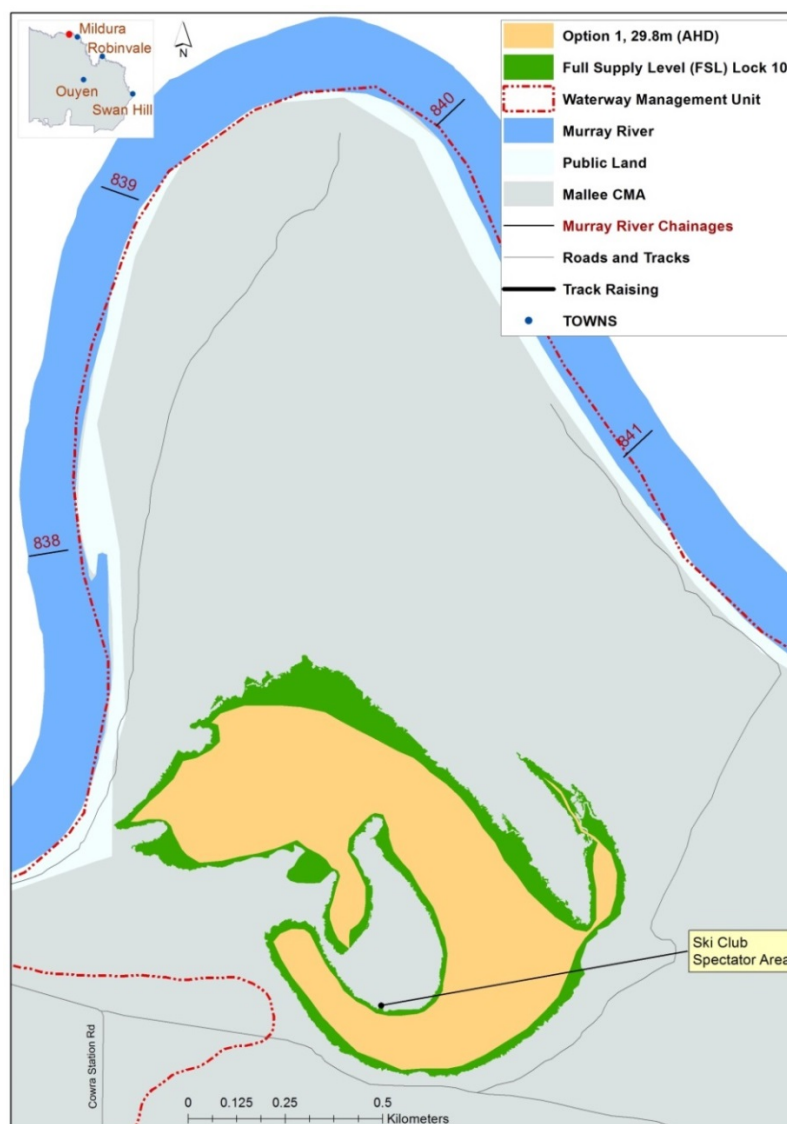 Mildura
Robinvale
Ouyen
Swan Hill
N
Option 1, 29.8m (AHD)
Full Supply Level (FSL) Lock 10
Waterway Management Unit
Murray River
Public Land
Mallee CMA
Murray River Chainages
Roads and Tracks
Track Raising
TOWNS
840
839
841
838
Ski Club
Spectator Area
Cowra Station Rd
0 0.125 0.25 0.5
Kilometers